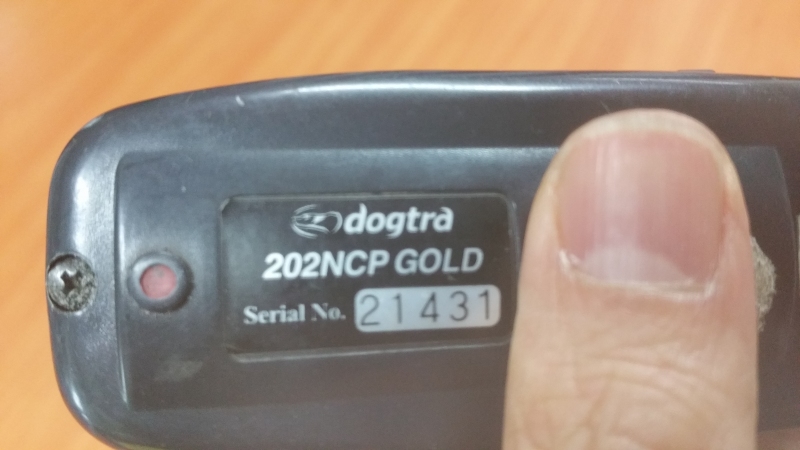 dogtra
202NCP GOLD
Serial No. 21431